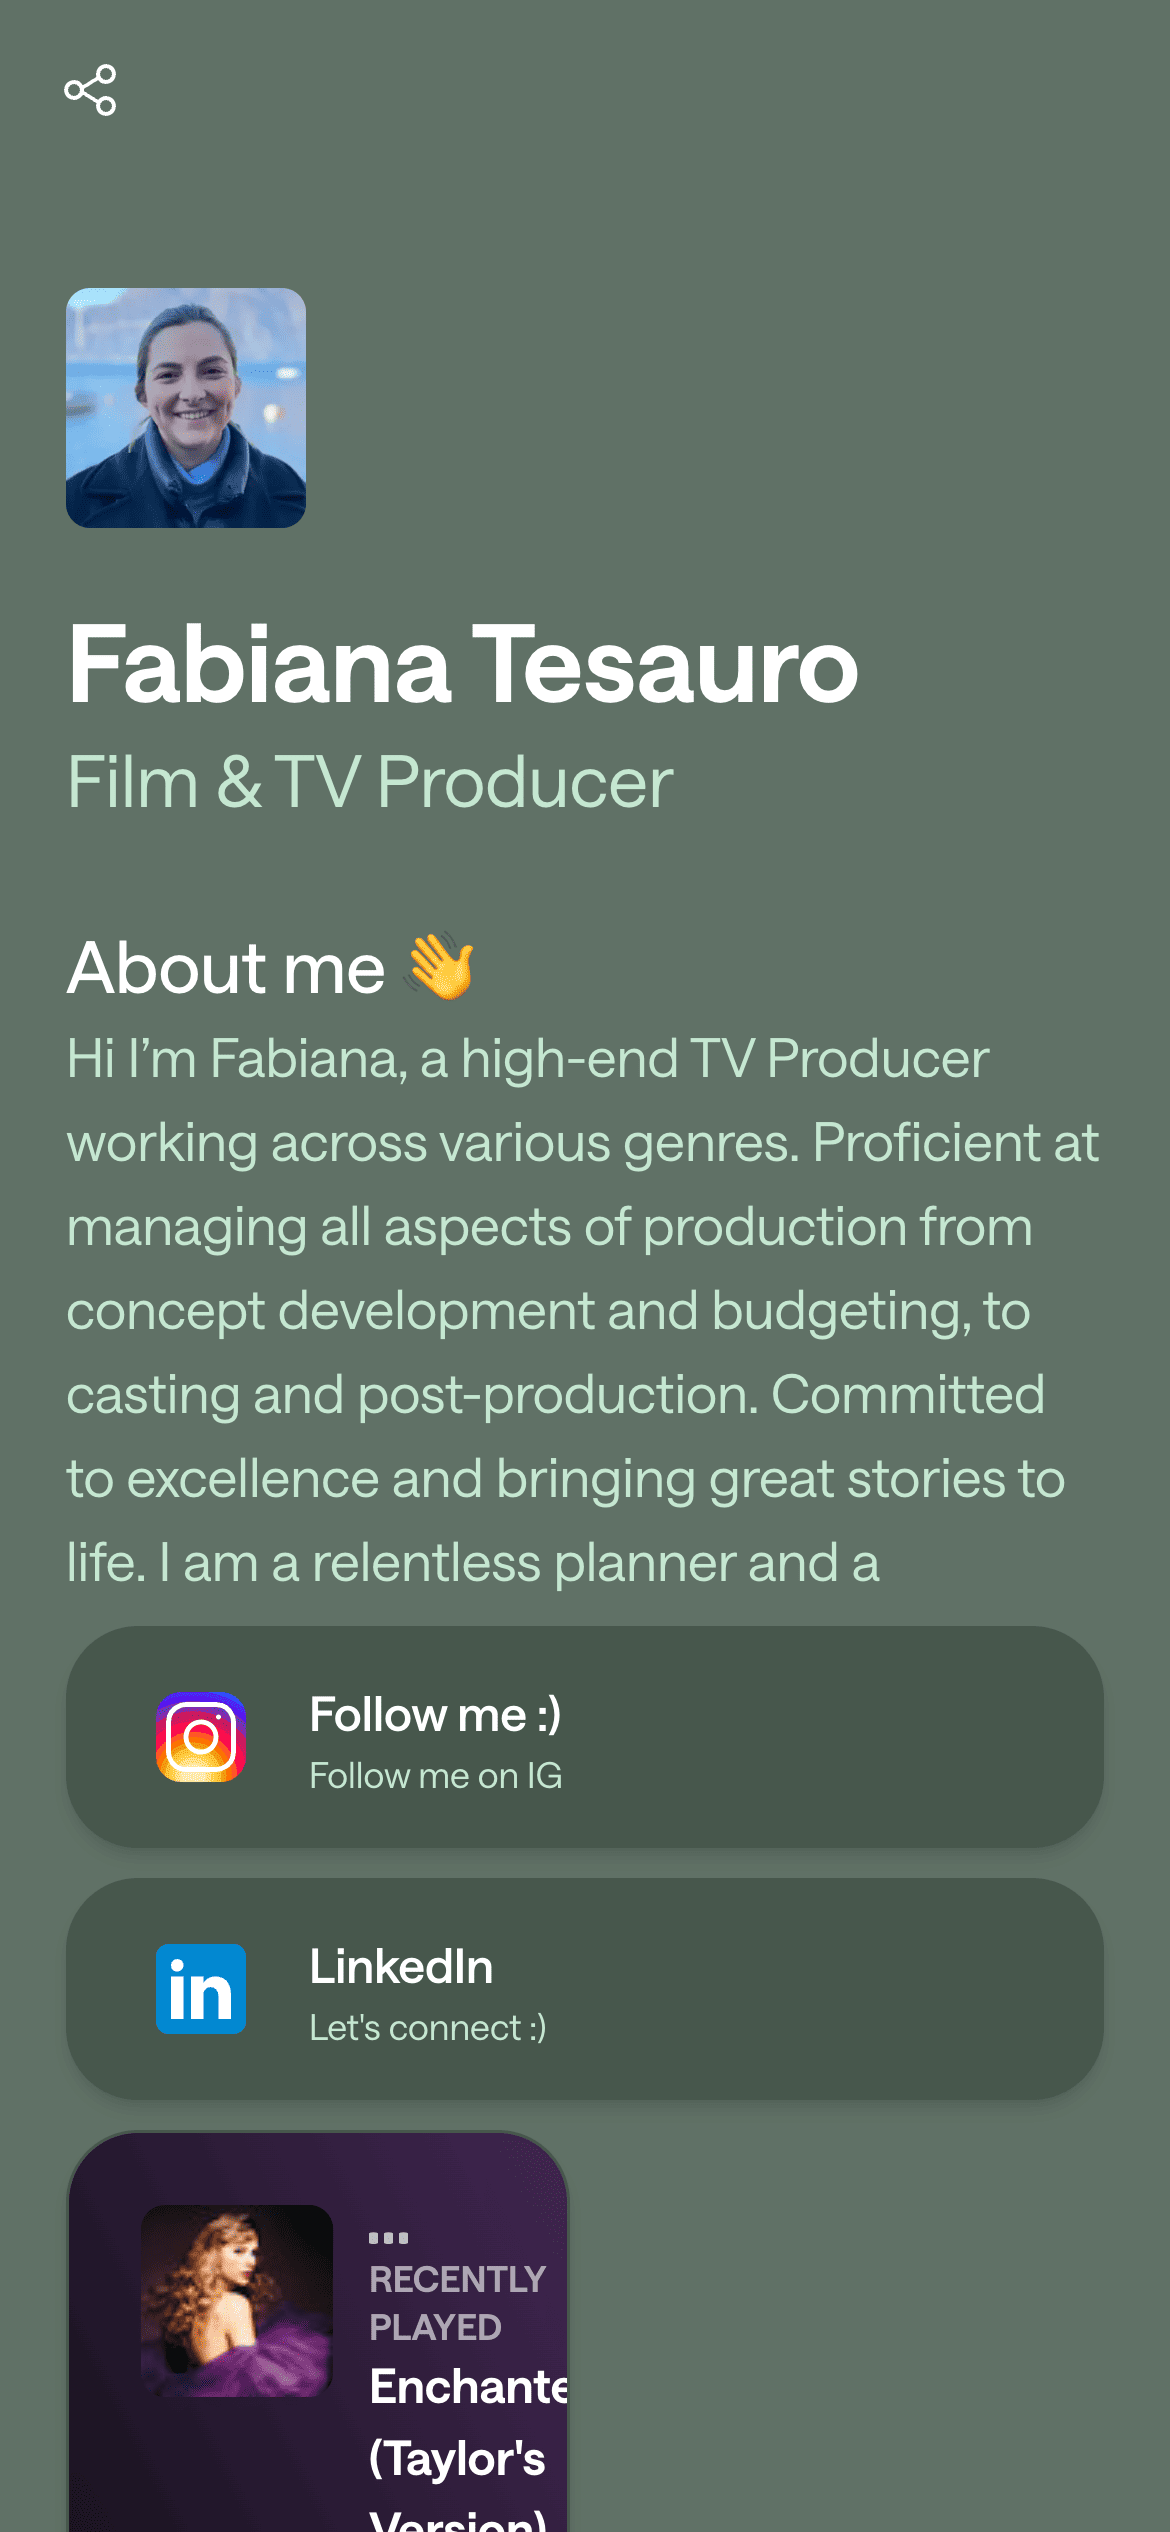 Fabiana Tesauro
Film & TV Producer
About me 👋
Hi I’m Fabiana, a high-end TV Producer
working across various genres. Proficient at
managing all aspects of production from
concept development and budgeting, to
casting and post-production. Committed
to excellence and bringing great stories to
life. I am a relentless planner and a
Follow me :)
Follow me on IG
in
LinkedIn
Let's connect :)
RECENTLY
PLAYED
Enchante
(Taylor's
Version)